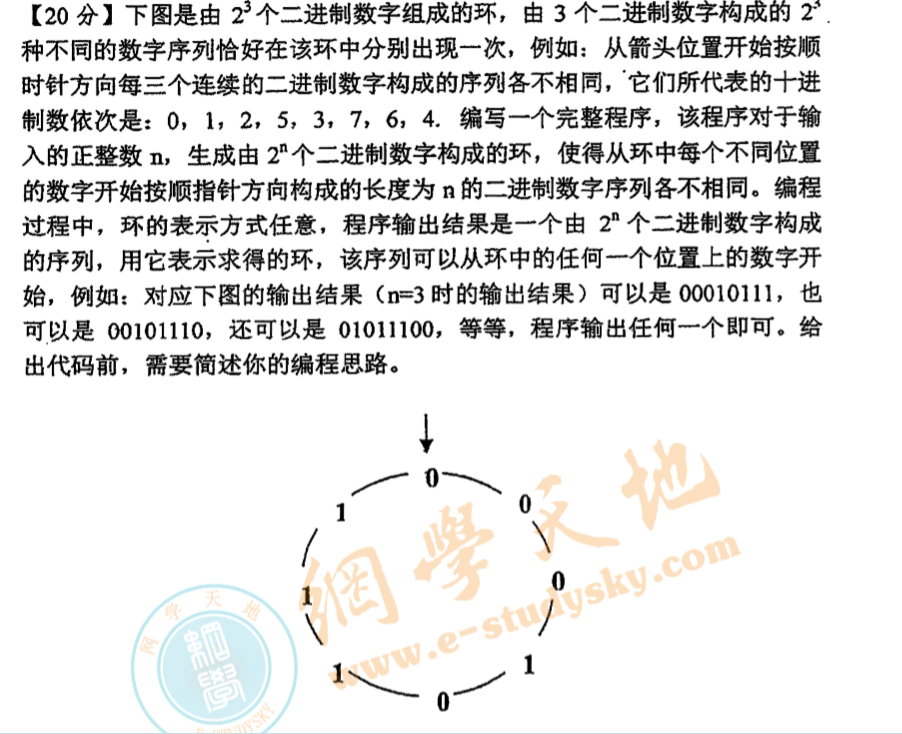 【20 分】下图是由 2³个二进制数字组成的环，由 3 个二进制数字构成的 2³
种不同的数字序列恰好在该环中分别出现一次，例如：从箭头位置开始按顺
时针方向每三个连续的二进制数字构成的序列各不相同，它们所代表的十进
制数依次是：0，1，2，5，3，7，6，4．编写一个完整程序，该程序对于输
入的正整数 n，生成由 2ⁿ个二进制数字构成的环，使得从环中每个不同位置
的数字开始按顺指针方向构成的长度为 n 的二进制数字序列各不相同。编程
过程中，环的表示方式任意，程序输出结果是一个由 2ⁿ 个二进制数字构成
的序列，用它表示求得的环，该序列可以从环中的任何一个位置上的数字开
始，例如：对应下图的输出结果（n=3 时的输出结果）可以是 00010111，也
可以是 00101110，还可以是 01011100，等等，程序输出任何一个即可。给
出代码前，需要简述你的编程思路。
0
1
0
1
0
1
1
0
網學天地
www.e-studysky.com
网学天地
網學
E-STUDYSKY